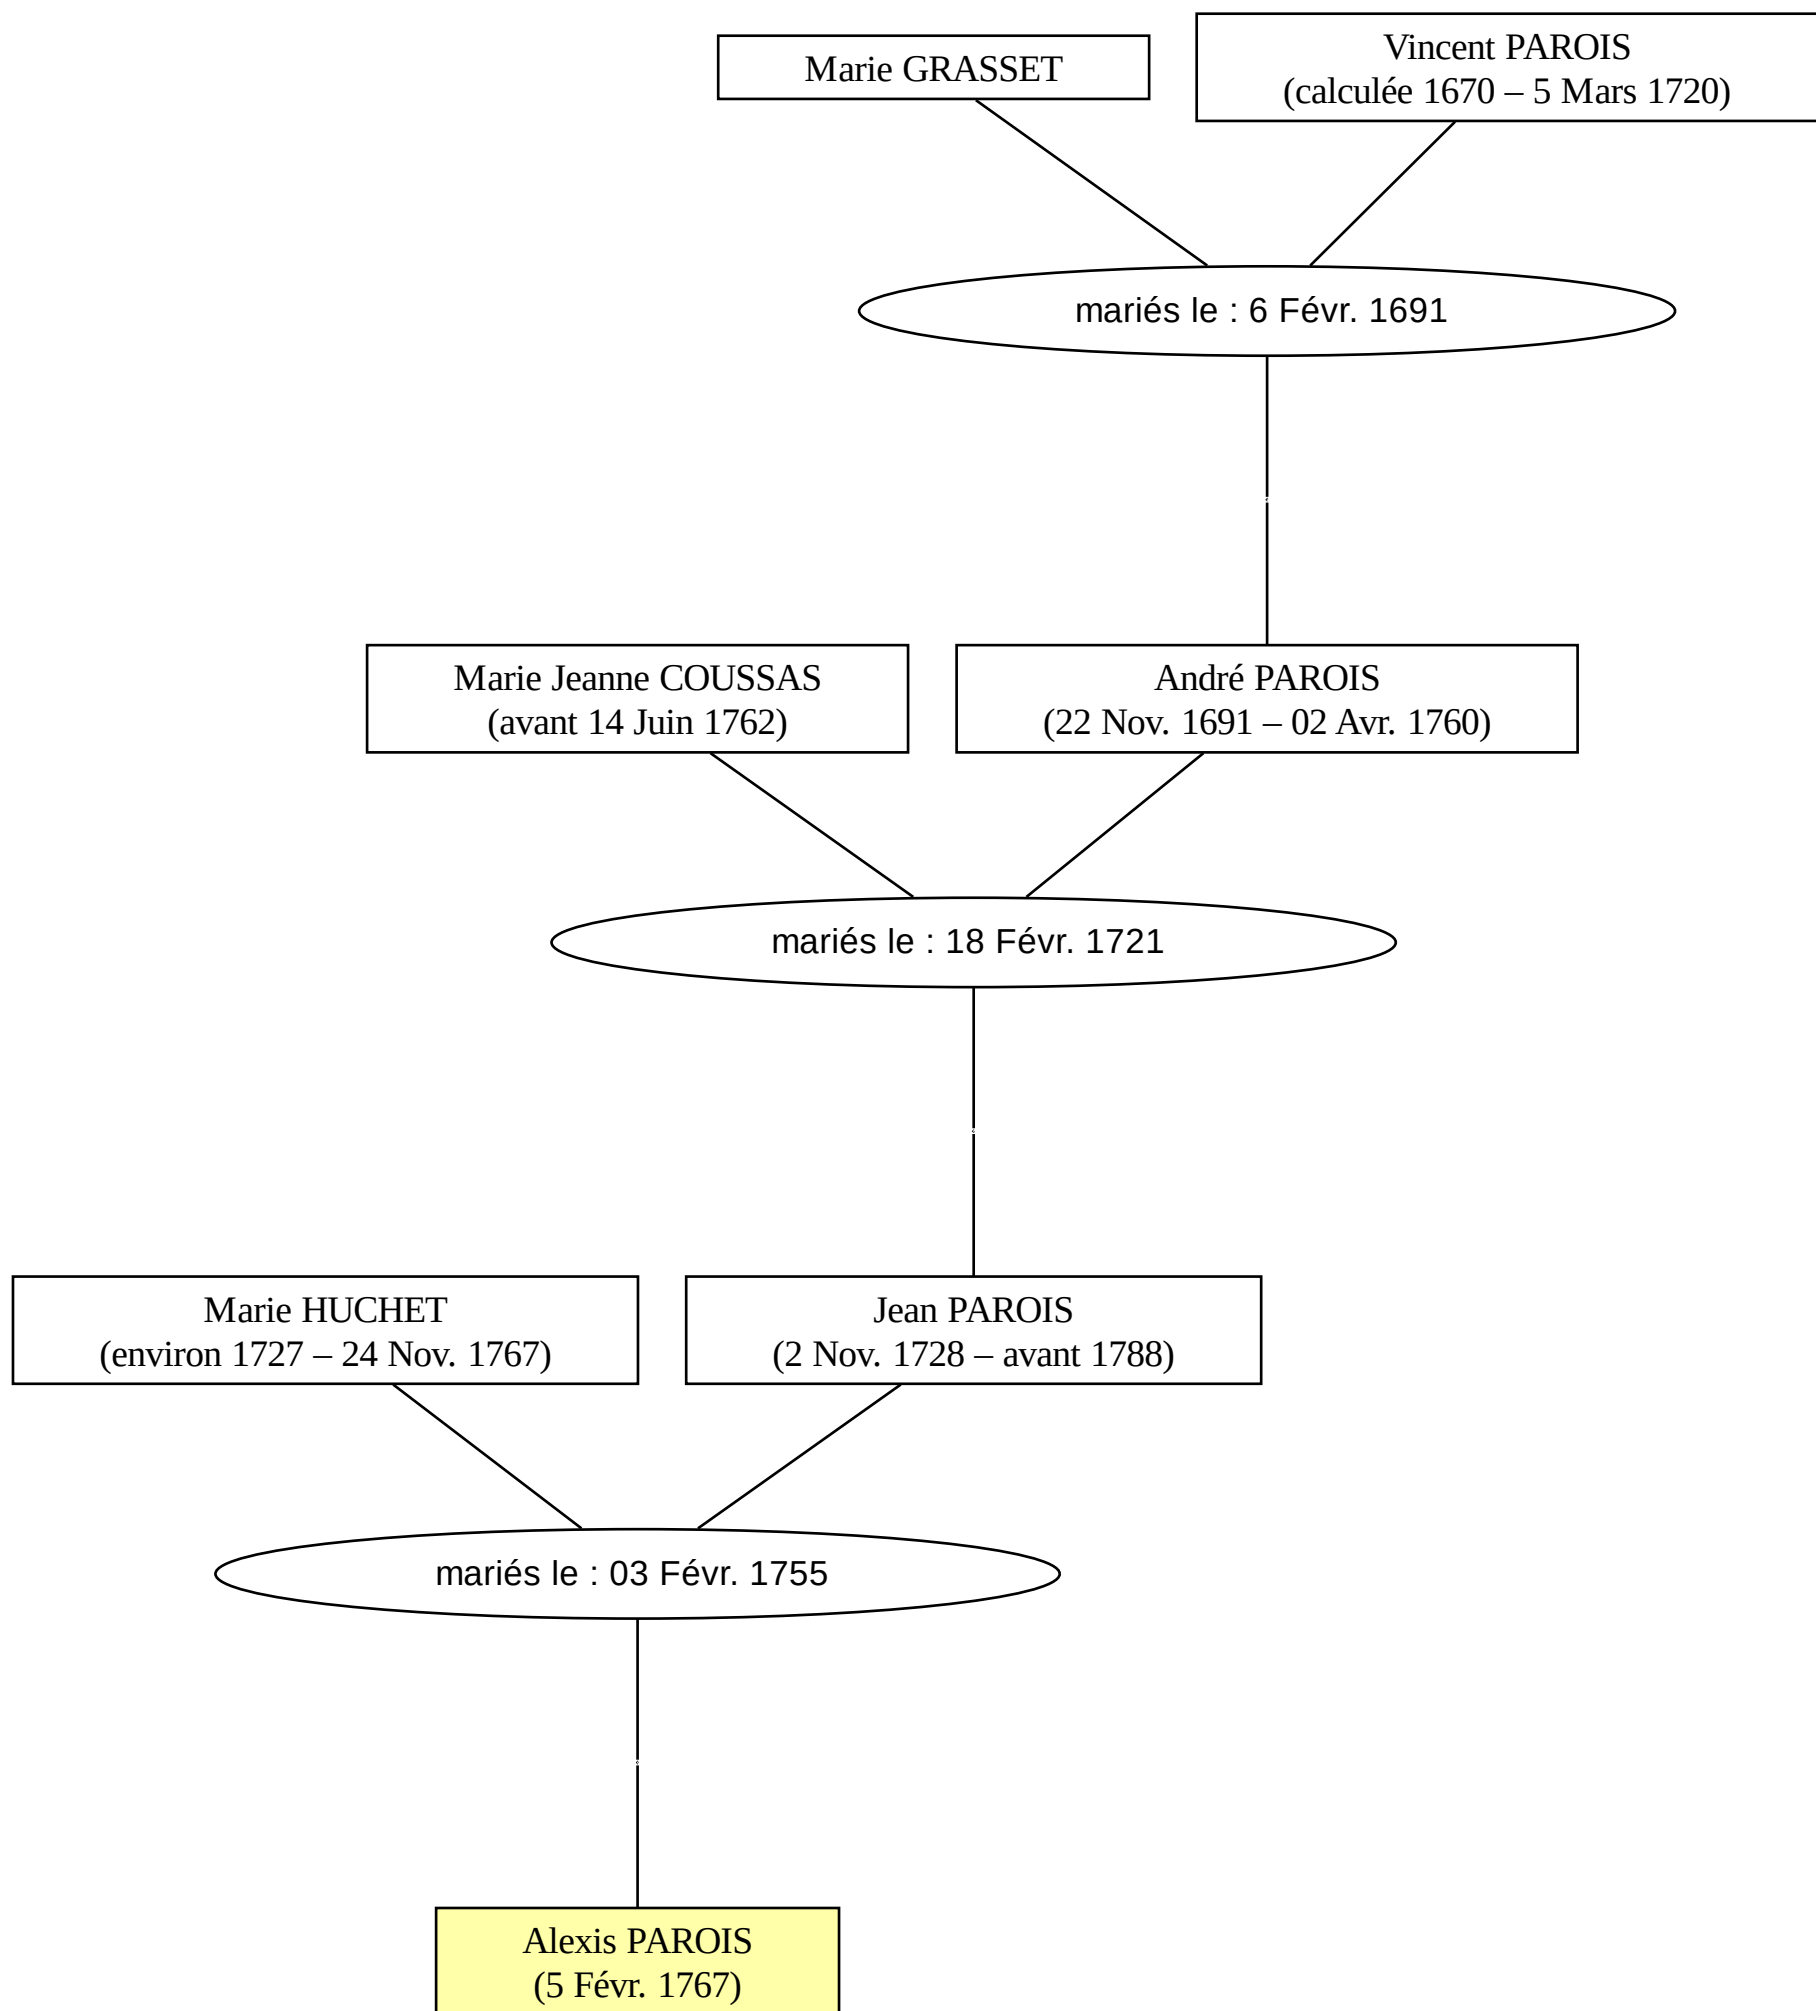 Marie GRASSET
Vincent PAROIS
(calculée 1670 – 5 Mars 1720)
mariés le : 6 Févr. 1691
Marie Jeanne COUSSAS
(avant 14 Juin 1762)
André PAROIS
(22 Nov. 1691 – 02 Avr. 1760)
mariés le : 18 Févr. 1721
Marie HUCHET
(environ 1727 – 24 Nov. 1767)
Jean PAROIS
(2 Nov. 1728 – avant 1788)
mariés le : 03 Févr. 1755
Alexis PAROIS
(5 Févr. 1767)